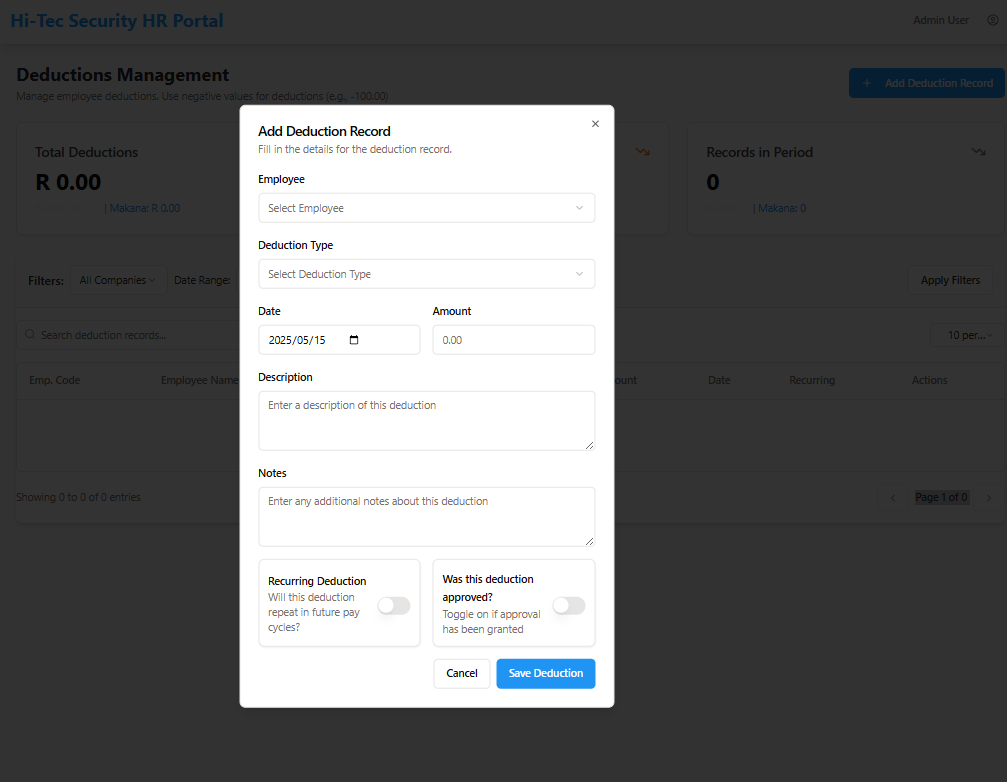 Hi-Tec Security HR Portal
Admin User
Deductions Management
Manage employee deductions. Use negative values for deductions (e.g., -100.00)
Add Deduction Record
Total Deductions
R 0.00
| Makana: R 0.00
Records in Period
0
| Makana: 0
Filters:
All Companies
Date Range:
Apply Filters
Search deduction records...
10 per...
Emp. Code
Employee Name
Date
Recurring
Actions
Showing 0 to 0 of 0 entries
Page 1 of 0
Add Deduction Record
Fill in the details for the deduction record.
Employee
Select Employee
Deduction Type
Select Deduction Type
Date
Amount
2025/05/15
0.00
Description
Enter a description of this deduction
Notes
Enter any additional notes about this deduction
Recurring Deduction
Will this deduction
repeat in future pay
cycles?
Was this deduction
approved?
Toggle on if approval
has been granted
Cancel
Save Deduction